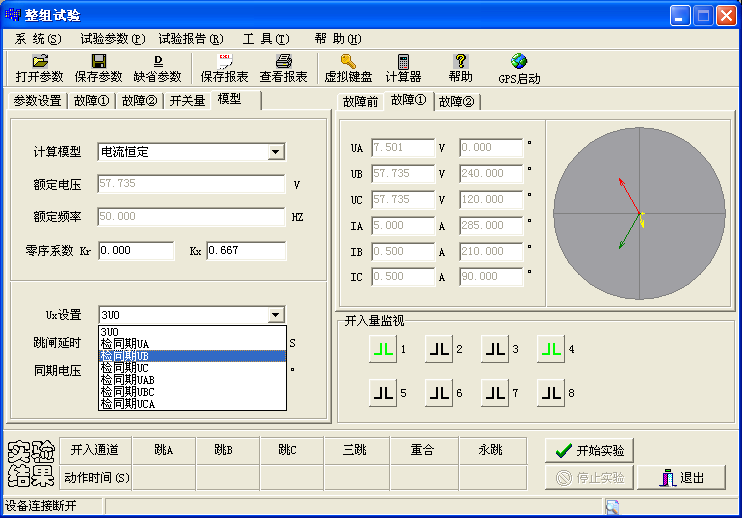 整组试验
系 统(S) 试验参数(P) 试验报告(R) 工 具(T) 帮 助(H)
打开参数 保存参数 缺省参数 保存报表 查看报表 虚拟键盘 计算器 帮助 GPS启动
参数设置 故障① 故障② 开关量 模型
计算模型 电流恒定
额定电压 57.735 V
额定频率 50.000 HZ
零序系数 Kr 0.000 Kx 0.667
Ux设置 3U0
跳闸延时 S
同期电压 °
3U0
检同期UA
检同期UB
检同期UC
检同期UAB
检同期UBC
检同期UCA
故障前 故障① 故障②
UA 7.501 V 0.000 °
UB 57.735 V 240.000 °
UC 57.735 V 120.000 °
IA 5.000 A 285.000 °
IB 0.500 A 210.000 °
IC 0.500 A 90.000 °
开入量监视
1 2 3 4
5 6 7 8
实验结果
开入通道 跳A 跳B 跳C 三跳 重合 永跳
动作时间(S)
开始实验
停止实验 退出
设备连接断开